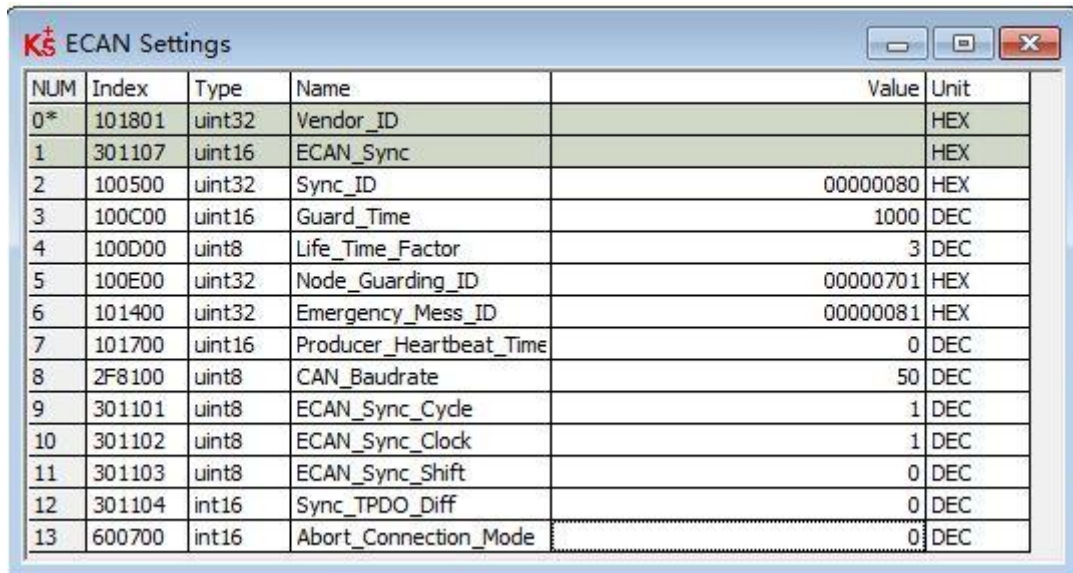 K5+ ECAN Settings
NUM Index Type Name Value Unit
0* 101801 uint32 Vendor_ID HEX
1 301107 uint16 ECAN_Sync HEX
2 100500 uint32 Sync_ID 00000080 HEX
3 100C00 uint16 Guard_Time 1000 DEC
4 100D00 uint8 Life_Time_Factor 3 DEC
5 100E00 uint32 Node_Guarding_ID 00000701 HEX
6 101400 uint32 Emergency_Mess_ID 00000081 HEX
7 101700 uint16 Producer_Heartbeat_Time 0 DEC
8 2F8100 uint8 CAN_Baudrate 50 DEC
9 301101 uint8 ECAN_Sync_Cycle 1 DEC
10 301102 uint8 ECAN_Sync_Clock 1 DEC
11 301103 uint8 ECAN_Sync_Shift 0 DEC
12 301104 int16 Sync_TPDO_Diff 0 DEC
13 600700 int16 Abort_Connection_Mode 0 DEC